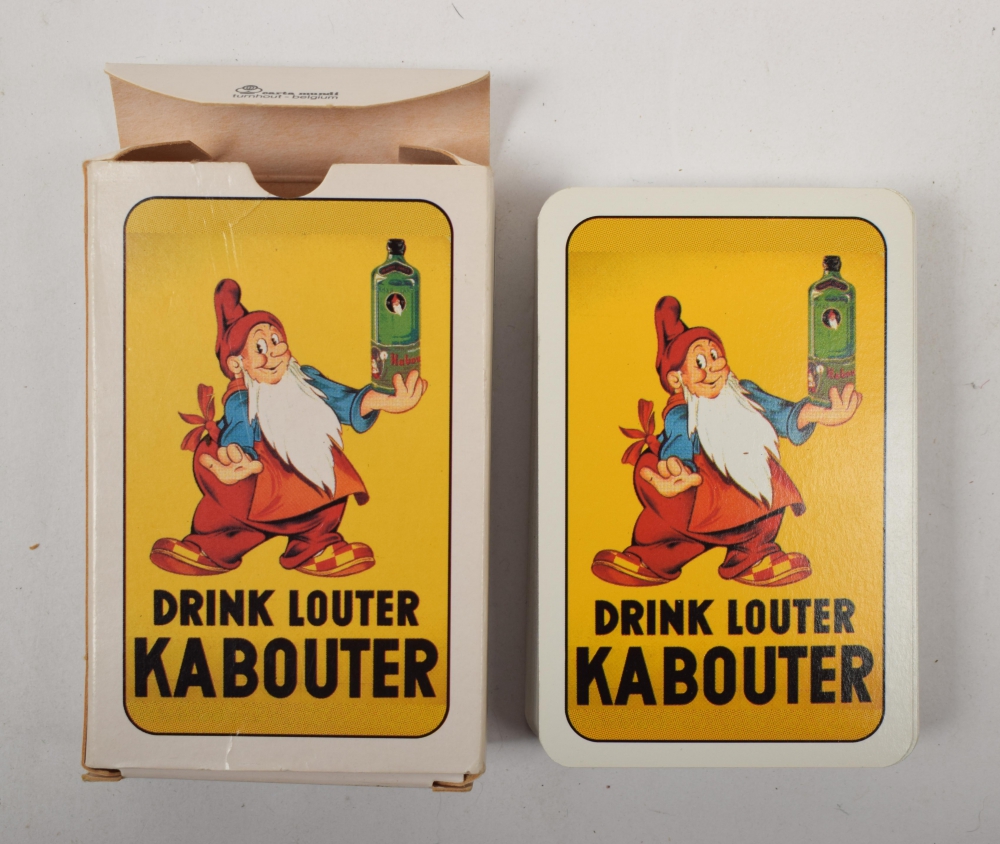 carta mundi
turnhout - belgium
DRINK LOUTER
KABOUTER
DRINK LOUTER
KABOUTER